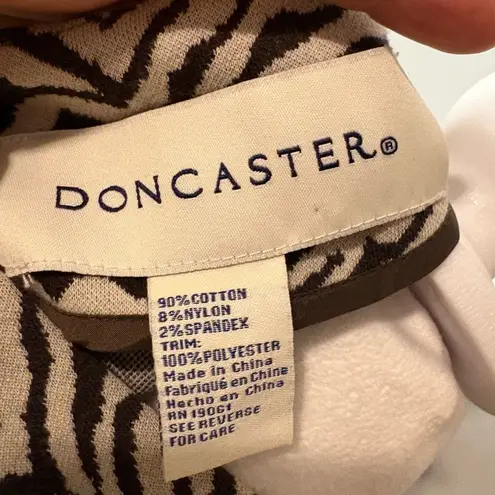 DONCASTER®
90%COTTON
8%NYLON
2%SPANDEX
TRIM:
100%POLYESTER
Made in China
Fabriqué en Chine
Hecho en China
RN 19061
SEE REVERSE
FOR CARE